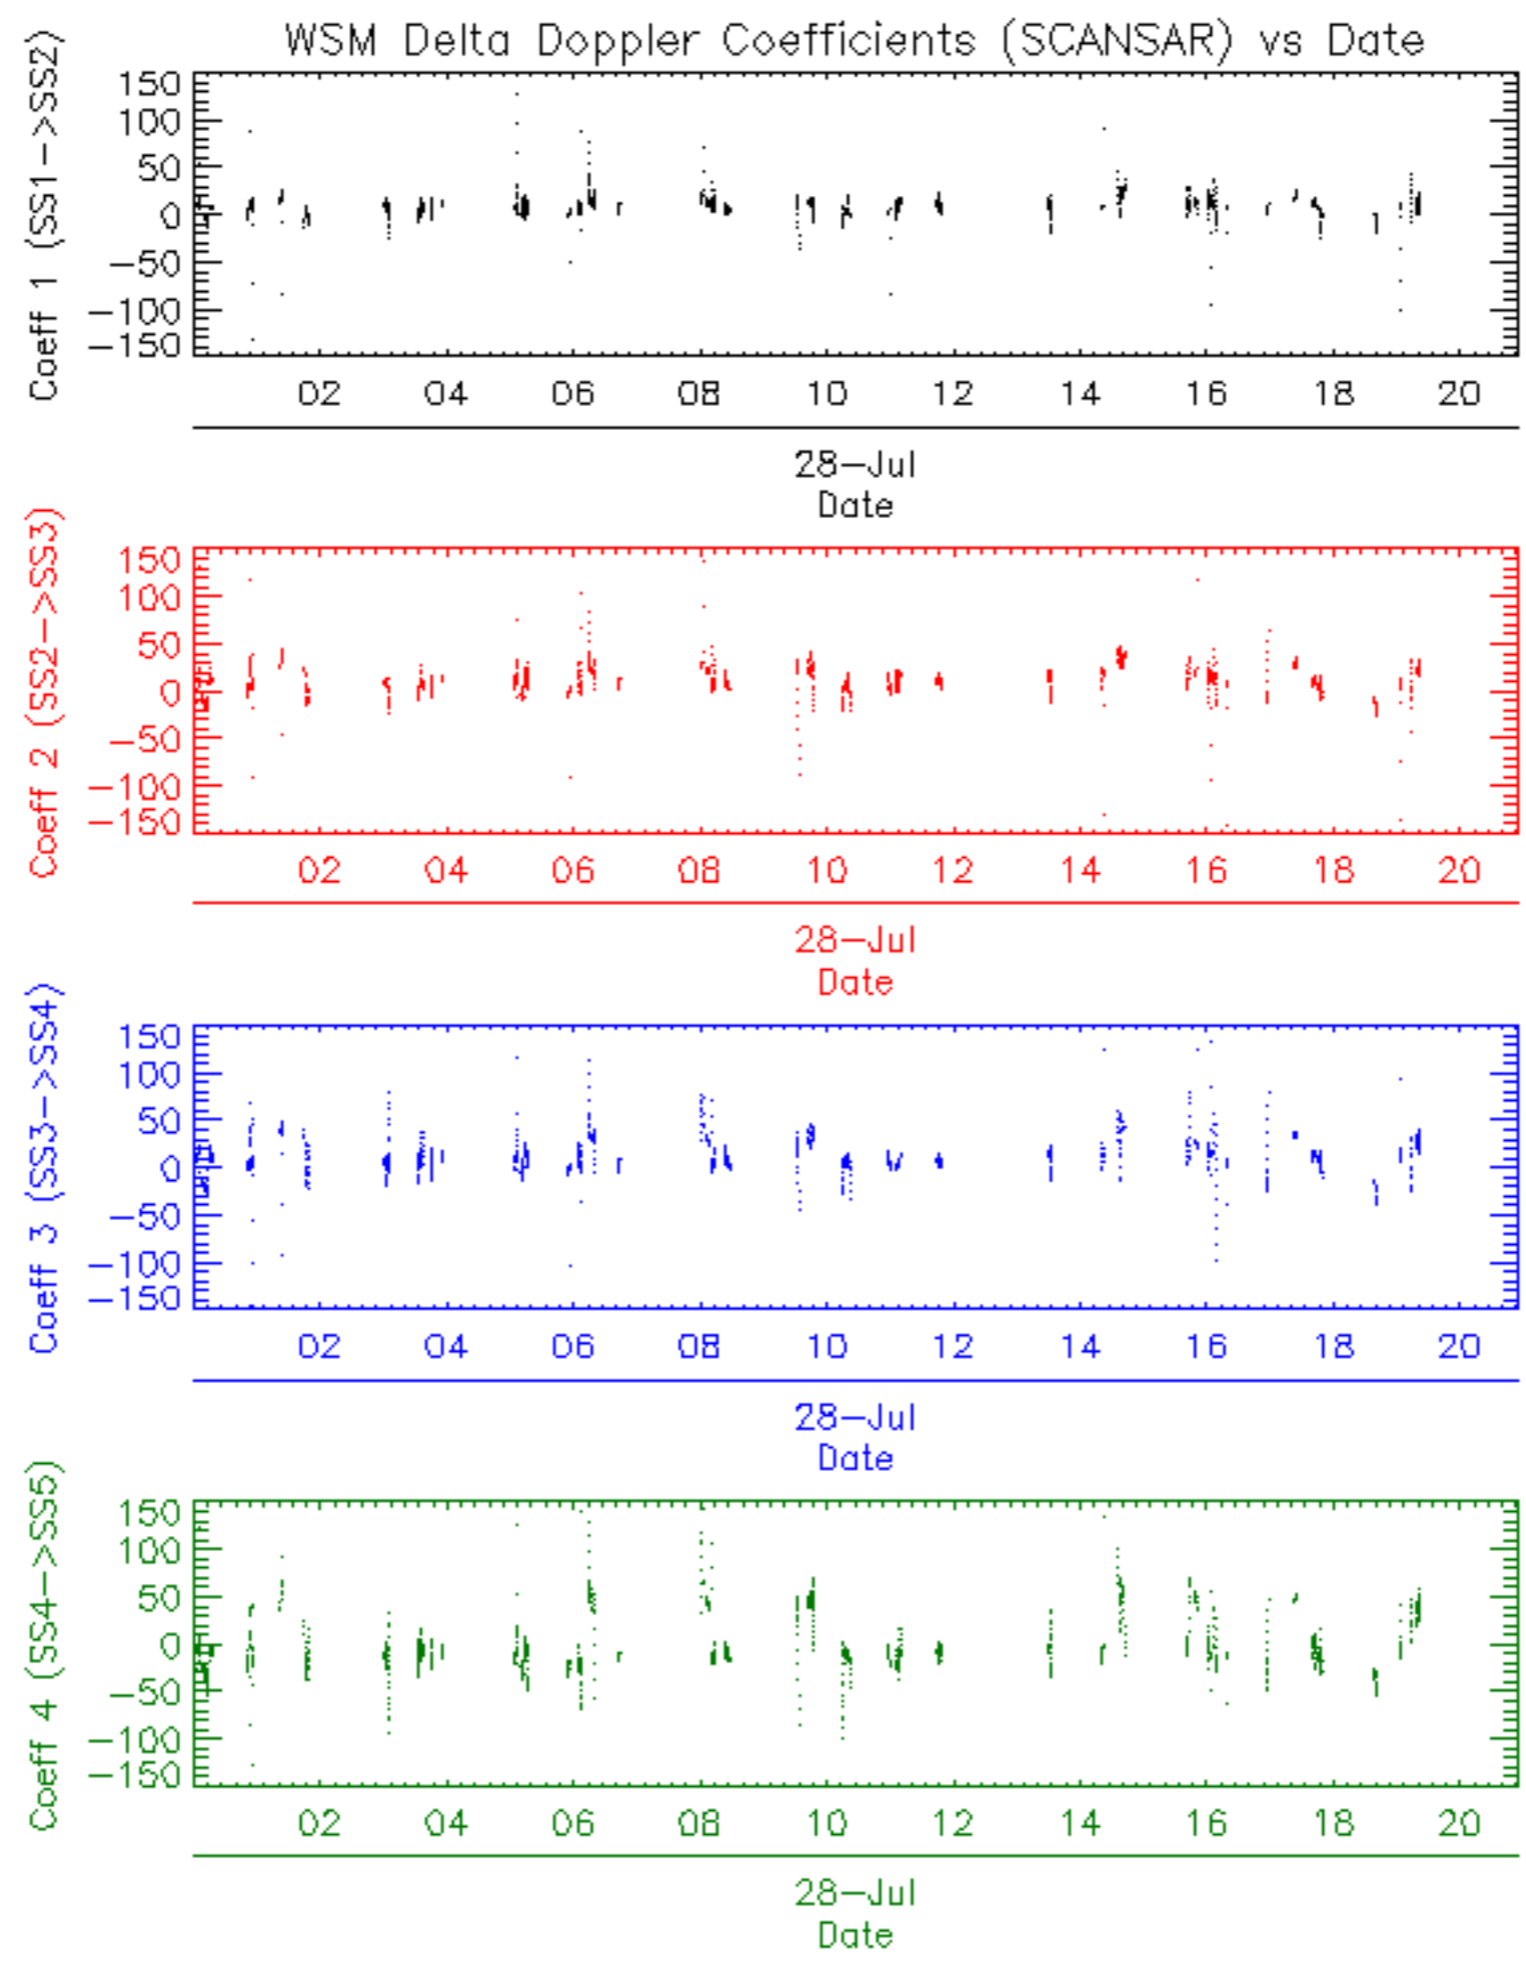 WSM Delta Doppler Coefficients (SCANSAR) vs Date
Coeff 1 (SS1->SS2)
150
100
50
0
-50
-100
-150
02 04 06 08 10 12 14 16 18 20
28-Jul
Date
Coeff 2 (SS2->SS3)
150
100
50
0
-50
-100
-150
02 04 06 08 10 12 14 16 18 20
28-Jul
Date
Coeff 3 (SS3->SS4)
150
100
50
0
-50
-100
-150
02 04 06 08 10 12 14 16 18 20
28-Jul
Date
Coeff 4 (SS4->SS5)
150
100
50
0
-50
-100
-150
02 04 06 08 10 12 14 16 18 20
28-Jul
Date